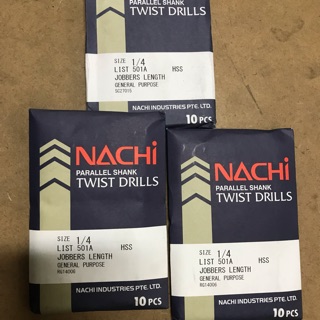 PARALLEL SHANK
TWIST DRILLS
SIZE 1/4
LIST 501A HSS
JOBBERS LENGTH
GENERAL PURPOSE
NACHI INDUSTRIES PTE. LTD.
10 PCS
NACHi
PARALLEL SHANK
TWIST DRILLS
SIZE 1/4
LIST 501A HSS
JOBBERS LENGTH
GENERAL PURPOSE
RG14006
NACHI INDUSTRIES PTE. LTD.
10 PCS
NACHi
PARALLEL SHANK
TWIST DRILLS
SIZE 1/4
LIST 501A HSS
JOBBERS LENGTH
GENERAL PURPOSE
RG14006
NACHI INDUSTRIES PTE. LTD.
10 PCS